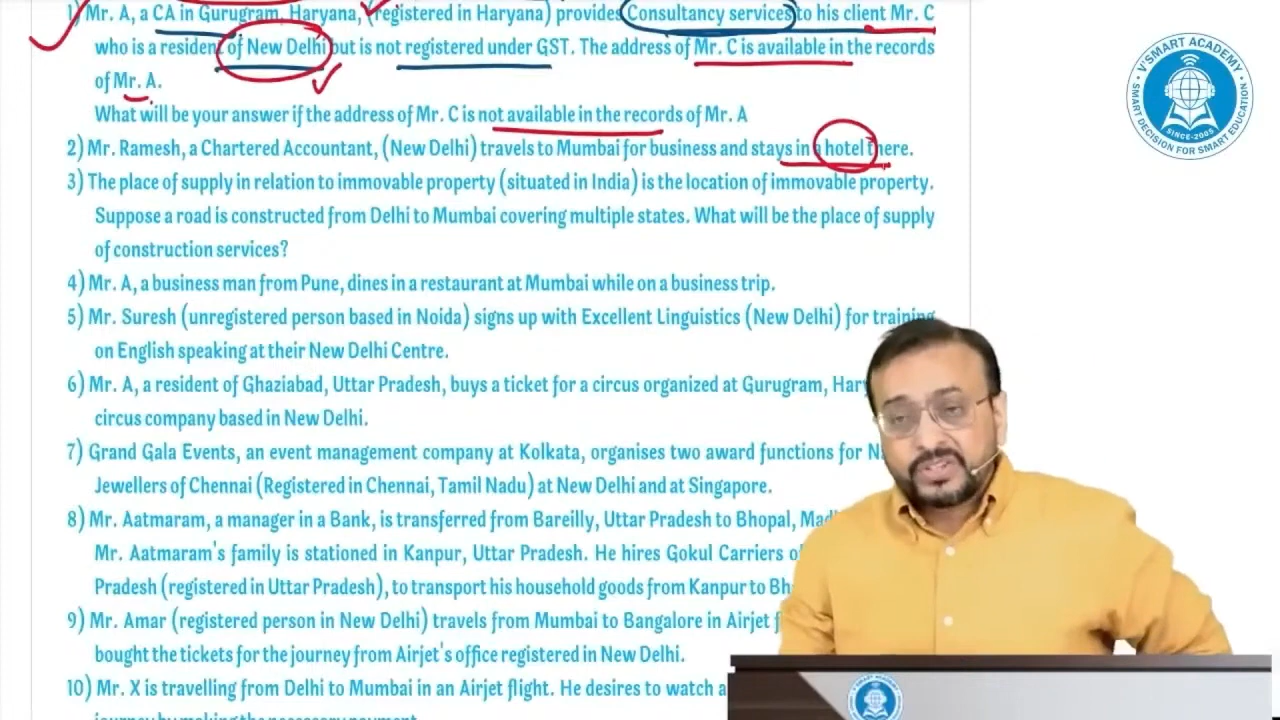 1) Mr. A, a CA in Gurugram, Haryana, (registered in Haryana) provides Consultancy services to his client Mr. C
who is a resident of New Delhi but is not registered under GST. The address of Mr. C is available in the records
of Mr. A.
What will be your answer if the address of Mr. C is not available in the records of Mr. A
2) Mr. Ramesh, a Chartered Accountant, (New Delhi) travels to Mumbai for business and stays in a hotel there.
3) The place of supply in relation to immovable property (situated in India) is the location of immovable property.
Suppose a road is constructed from Delhi to Mumbai covering multiple states. What will be the place of supply
of construction services?
4) Mr. A, a business man from Pune, dines in a restaurant at Mumbai while on a business trip.
5) Mr. Suresh (unregistered person based in Noida) signs up with Excellent Linguistics (New Delhi) for training
on English speaking at their New Delhi Centre.
6) Mr. A, a resident of Ghaziabad, Uttar Pradesh, buys a ticket for a circus organized at Gurugram,
circus company based in New Delhi.
7) Grand Gala Events, an event management company at Kolkata, organises two award functions for
Jewellers of Chennai (Registered in Chennai, Tamil Nadu) at New Delhi and at Singapore.
8) Mr. Aatmaram, a manager in a Bank, is transferred from Bareilly, Uttar Pradesh to Bhopal,
Mr. Aatmaram's family is stationed in Kanpur, Uttar Pradesh. He hires Gokul Carriers
Pradesh (registered in Uttar Pradesh), to transport his household goods from Kanpur to
9) Mr. Amar (registered person in New Delhi) travels from Mumbai to Bangalore in Airjet
bought the tickets for the journey from Airjet's office registered in New Delhi.
10) Mr. X is travelling from Delhi to Mumbai in an Airjet flight. He desires to watch a
journey by making the necessary payment.
V'SMART ACADEMY
SMART DECISION FOR SMART EDUCATION
SINCE-2005